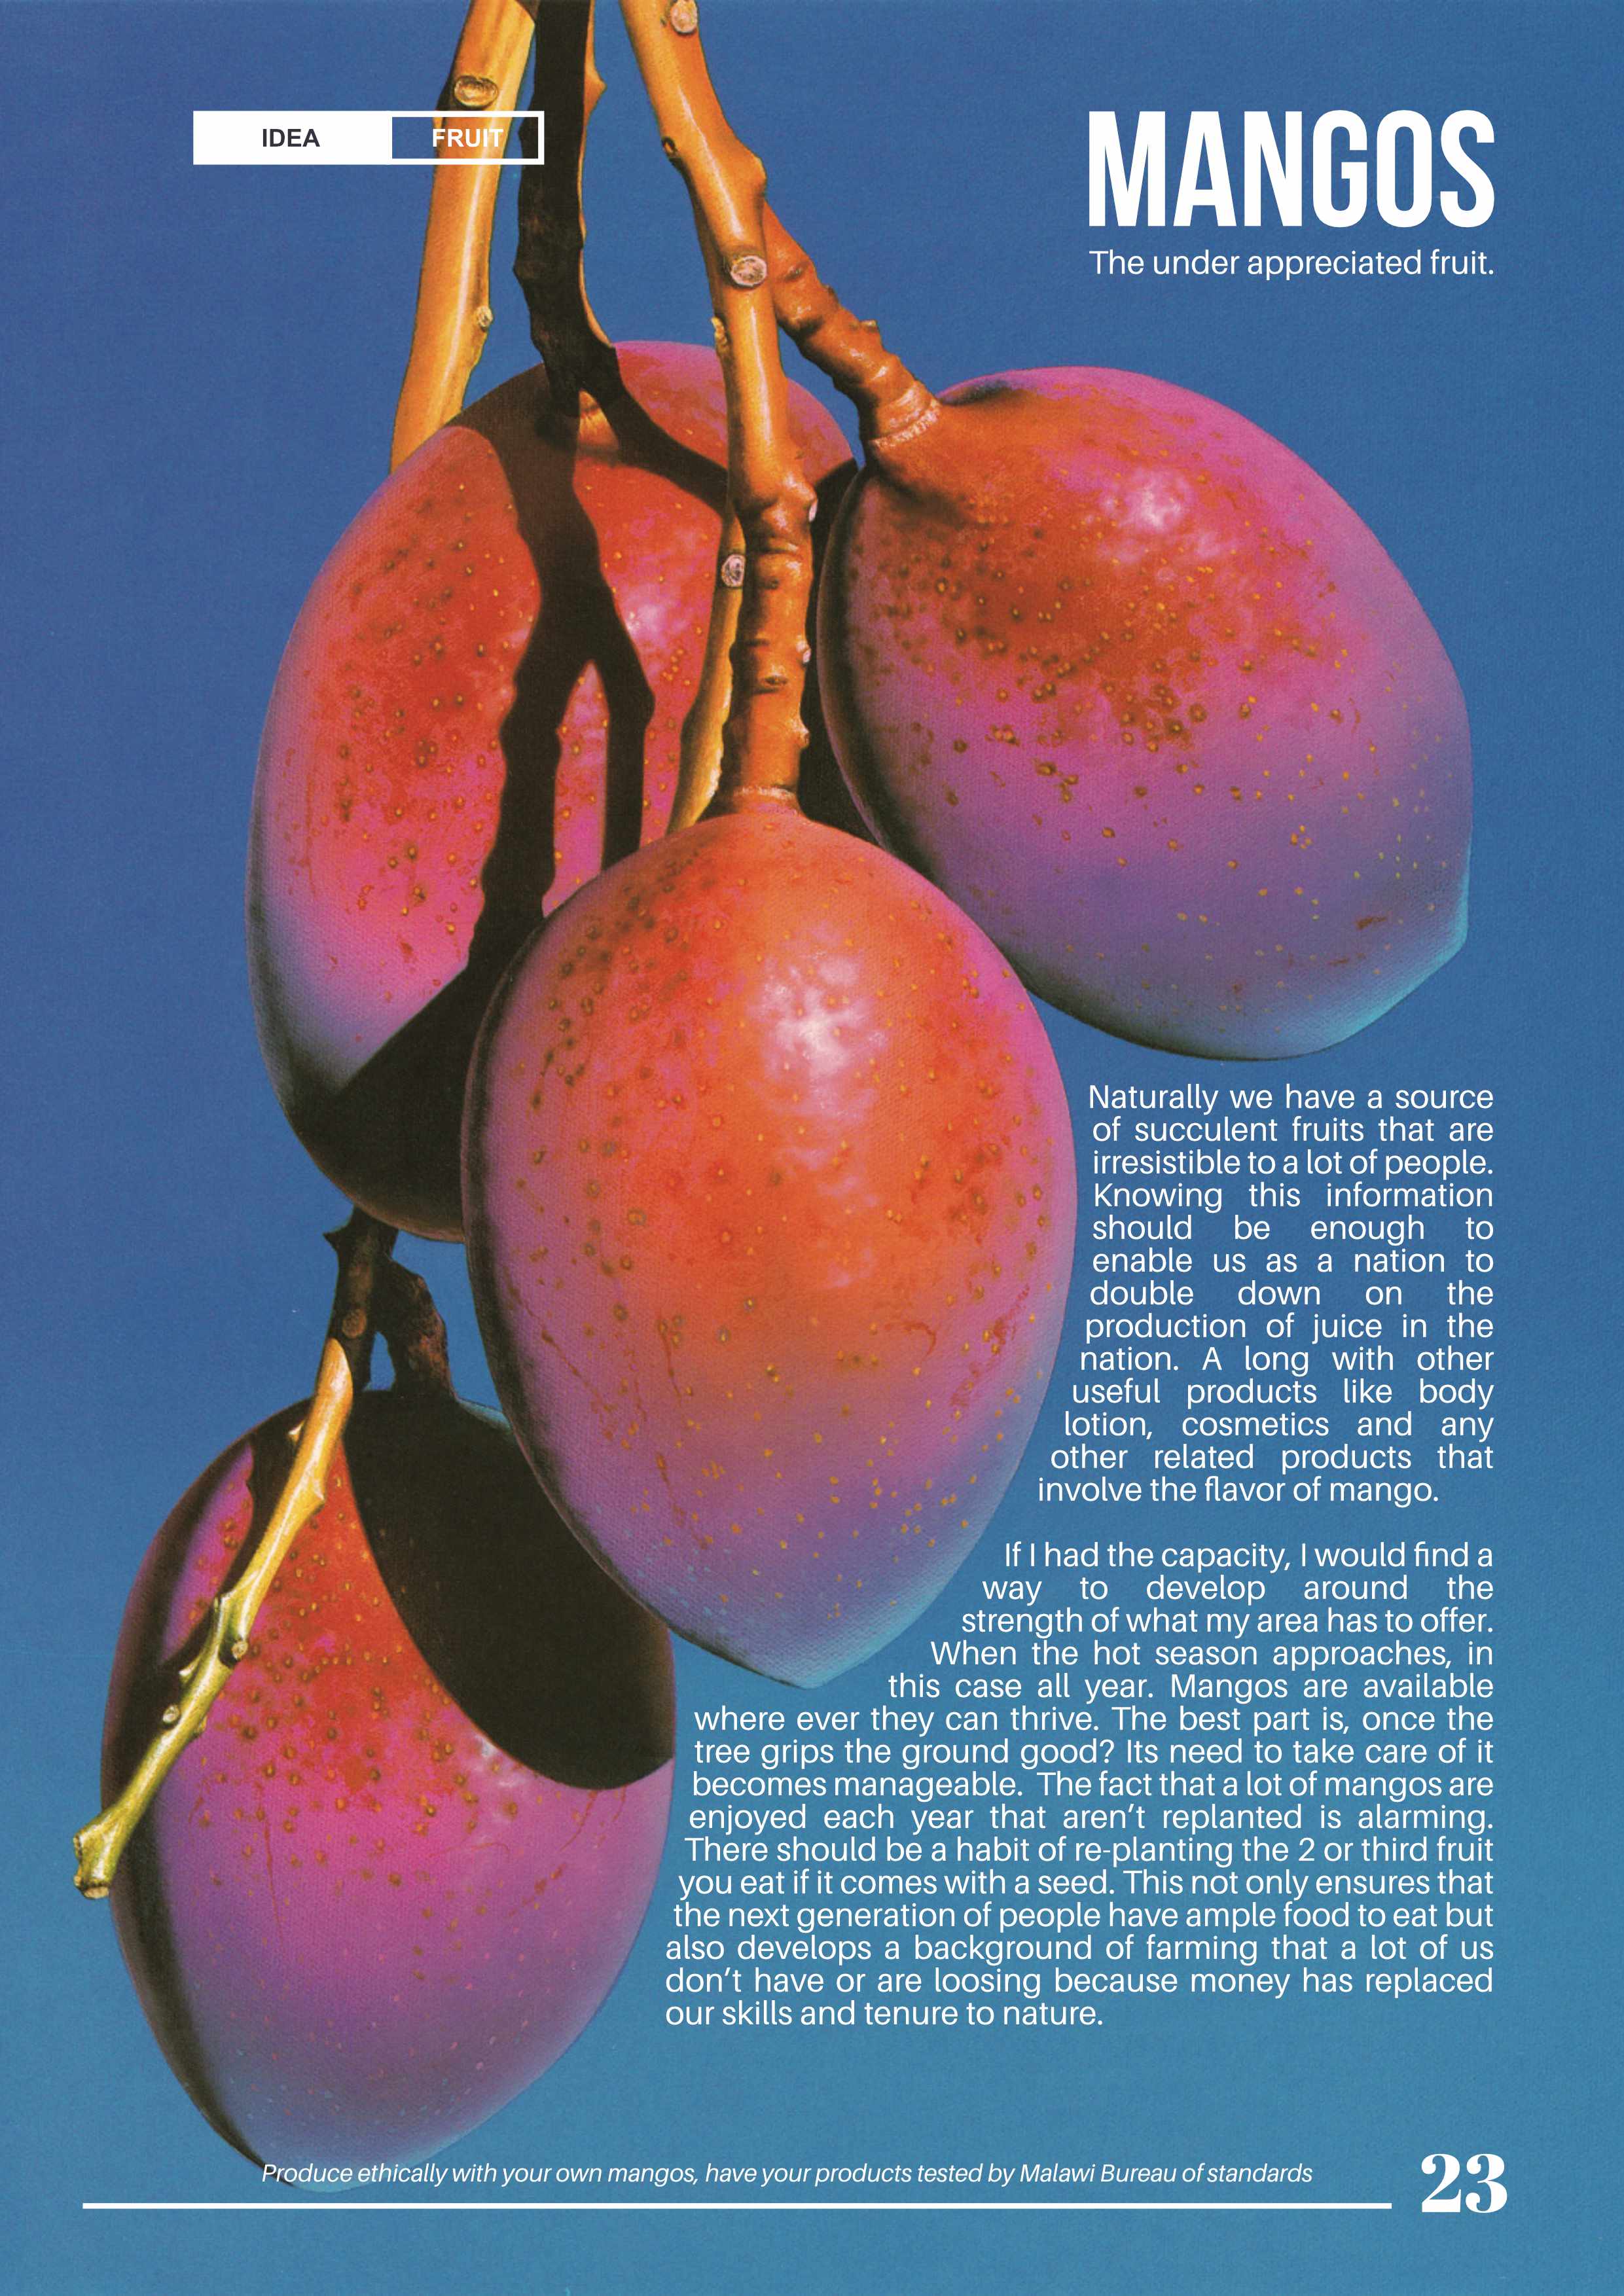 IDEA FRUIT
MANGOS
The under appreciated fruit.
Naturally we have a source
of succulent fruits that are
irresistible to a lot of people.
Knowing this information
should be enough to
enable us as a nation to
double down on the
production of juice in the
nation. A long with other
useful products like body
lotion, cosmetics and any
other related products that
involve the flavor of mango.
If I had the capacity, I would find a
way to develop around the
strength of what my area has to offer.
When the hot season approaches, in
this case all year. Mangos are available
where ever they can thrive. The best part is, once the
tree grips the ground good? Its need to take care of it
becomes manageable. The fact that a lot of mangos are
enjoyed each year that aren't replanted is alarming.
There should be a habit of re-planting the 2 or third fruit
you eat if it comes with a seed. This not only ensures that
the next generation of people have ample food to eat but
also develops a background of farming that a lot of us
don't have or are loosing because money has replaced
our skills and tenure to nature.
Produce ethically with your own mangos, have your products tested by Malawi Bureau of standards
23